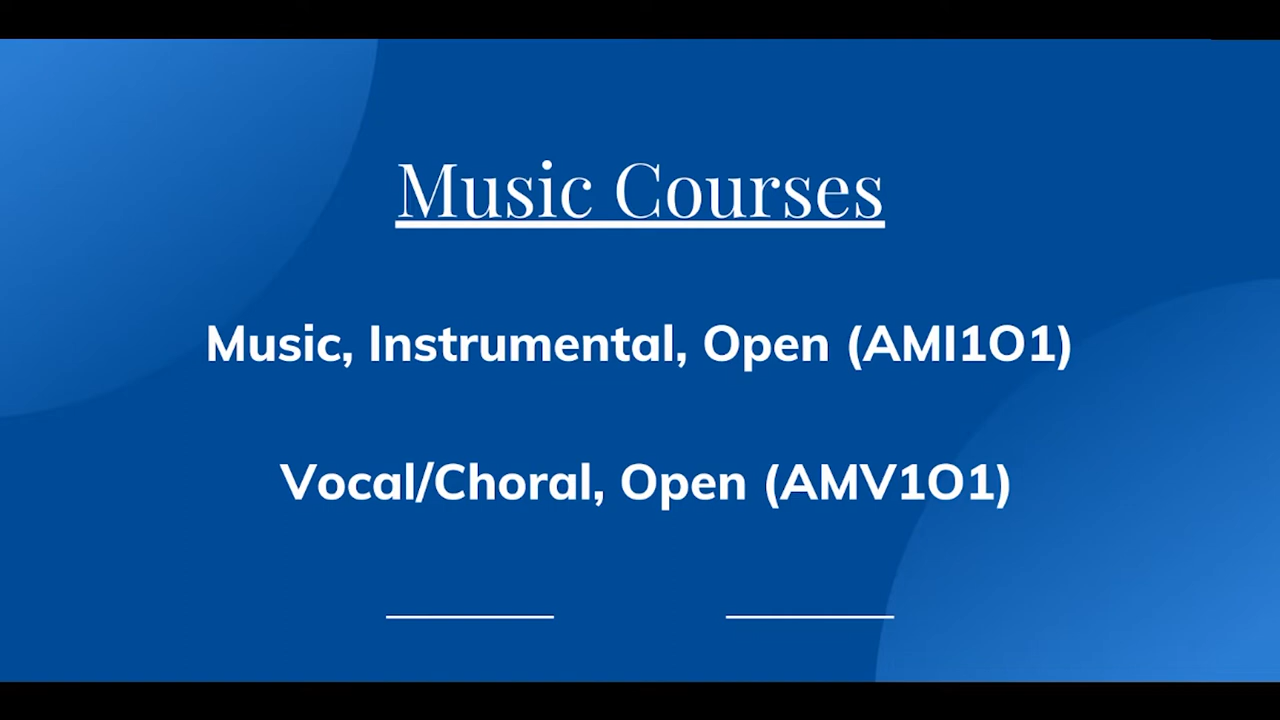 Music Courses
Music, Instrumental, Open (AMI1O1)
Vocal/Choral, Open (AMV1O1)